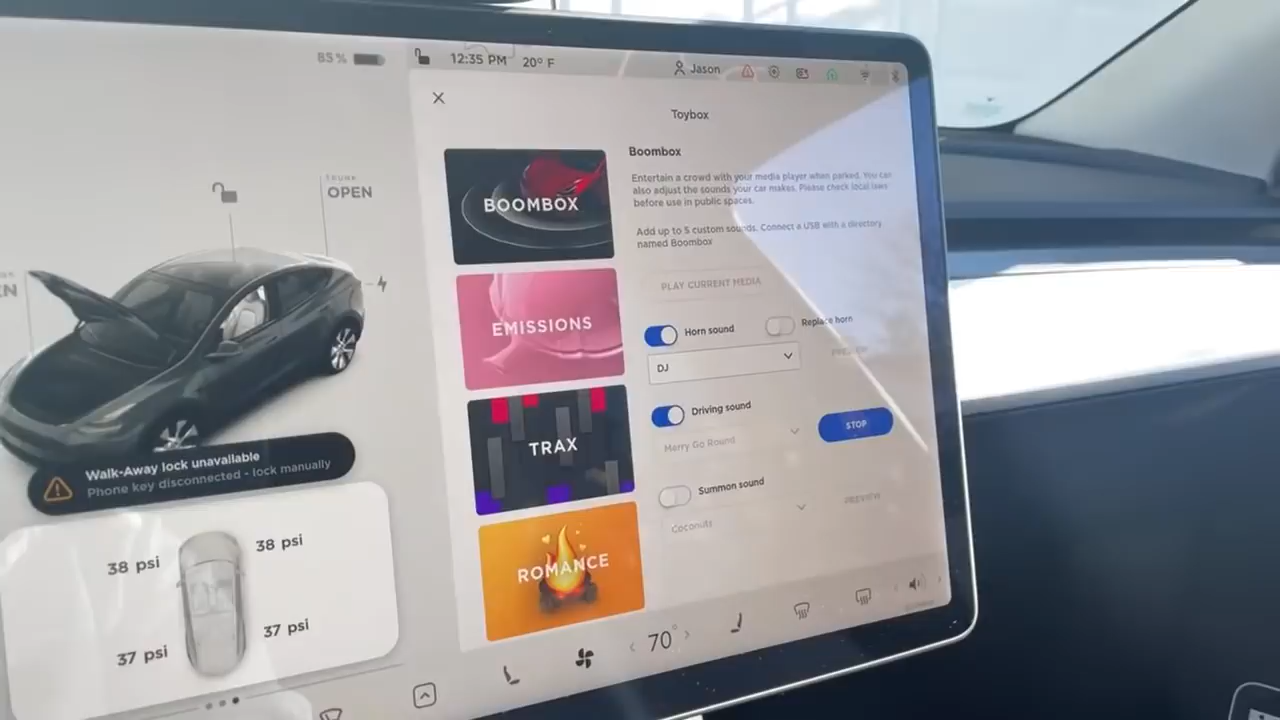 85%
12:35 PM 20° F
Jason
Toybox
BOOMBOX
EMISSIONS
TRAX
ROMANCE
Boombox
Entertain a crowd with your media player when parked. You can
also adjust the sounds your car makes. Please check local laws
before use in public spaces.
Add up to 5 custom sounds. Connect a USB with a directory
named Boombox
PLAY CURRENT MEDIA
Horn sound
Replace horn
DJ
PREVIEW
Driving sound
Merry Go Round
STOP
Summon sound
Coconuts
PREVIEW
TRUNK
OPEN
EN
Walk-Away lock unavailable
Phone key disconnected - lock manually
38 psi
38 psi
37 psi
37 psi
70°